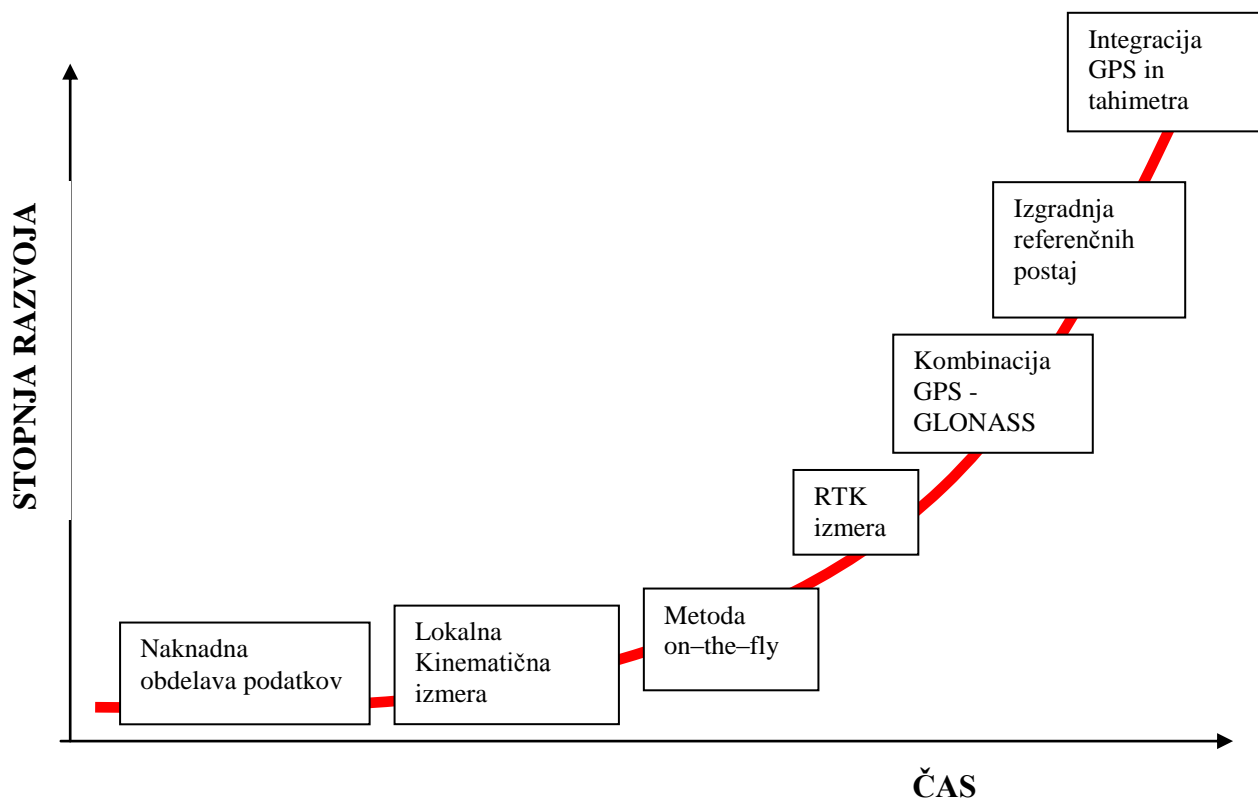 Integracija
GPS in
tahimetra
Izgradnja
referenčnih
postaj
Kombinacija
GPS -
GLONASS
RTK
izmera
Metoda
on–the–fly
Lokalna
Kinematična
izmera
Naknadna
obdelava podatkov
STOPNJA RAZVOJA
ČAS